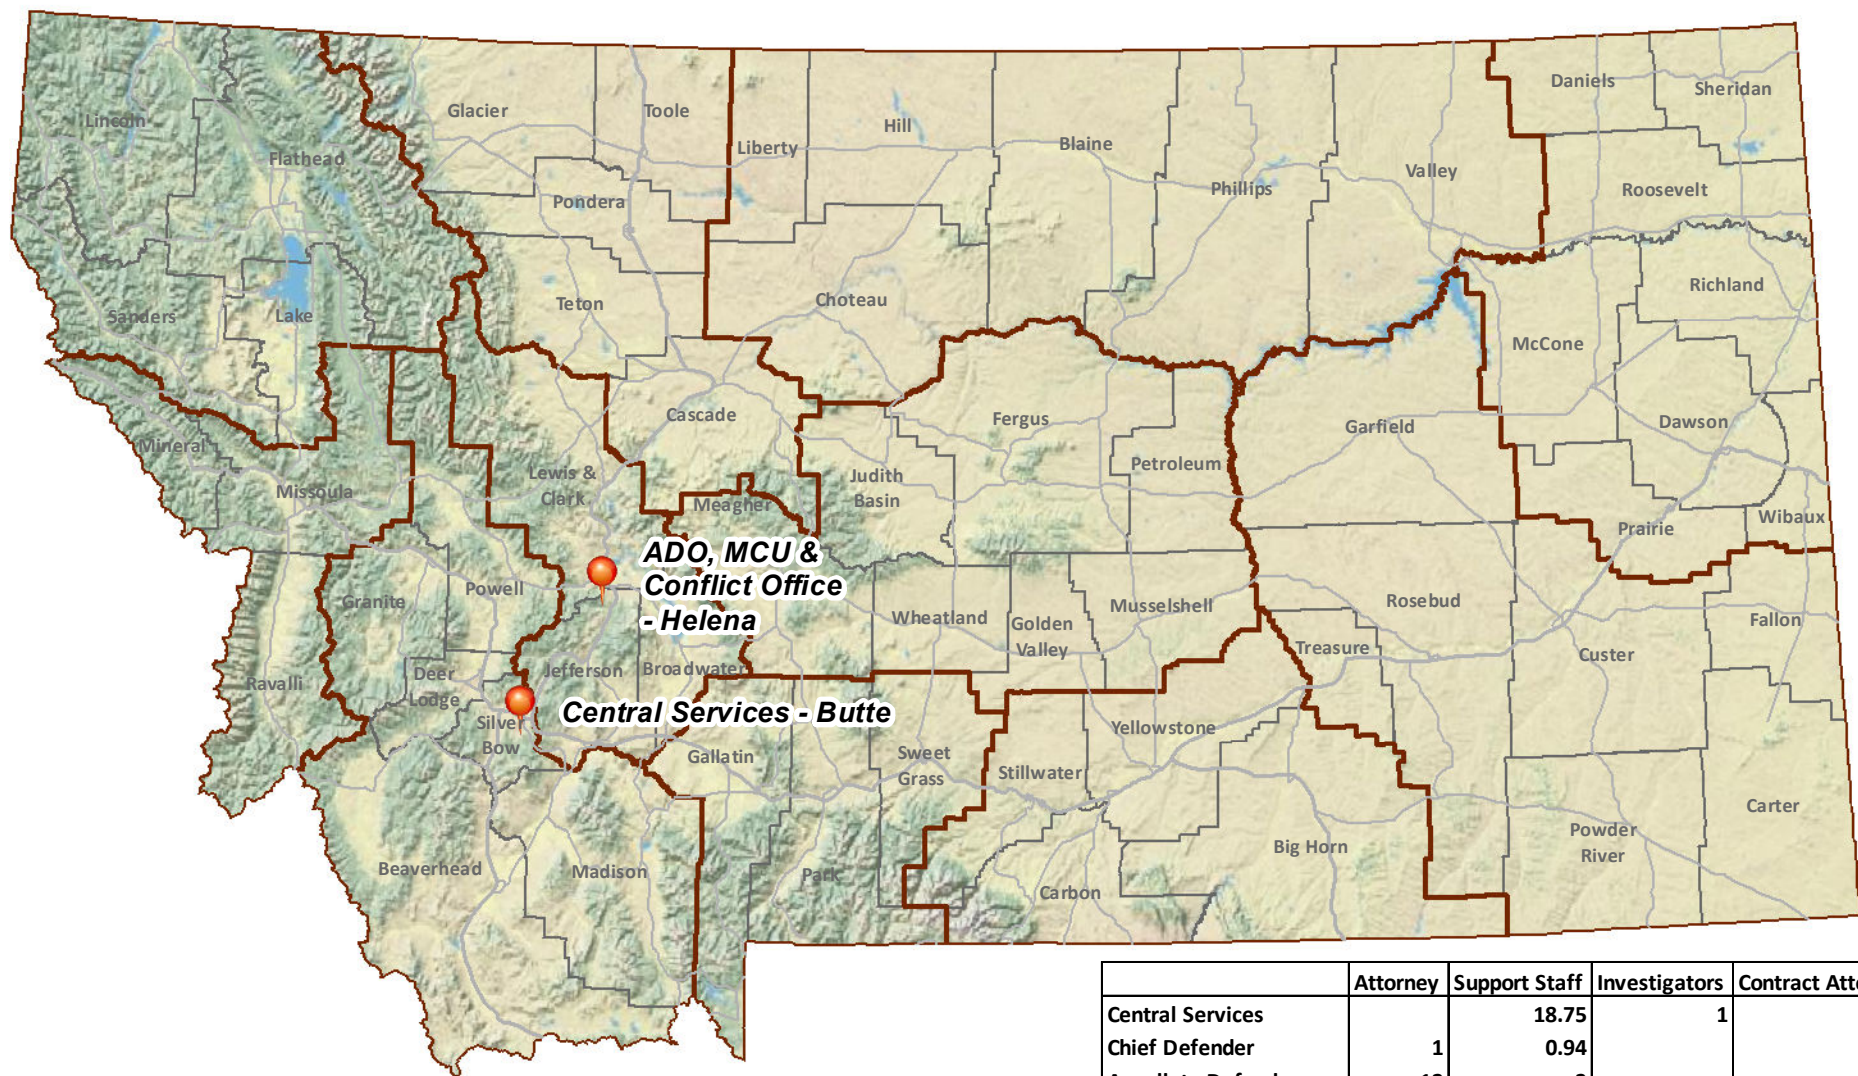 Lincoln
Flathead
Glacier
Toole
Liberty
Hill
Blaine
Phillips
Valley
Daniels
Sheridan
Roosevelt
Pondera
Teton
Choteau
Richland
Sanders
Lake
McCone
Cascade
Fergus
Garfield
Dawson
Mineral
Missoula
Lewis &
Clark
Meagher
Judith
Basin
Petroleum
Prairie
Wibaux
ADO, MCU &
Conflict Office
- Helena
Powell
Granite
Wheatland
Golden
Valley
Musselshell
Rosebud
Treasure
Custer
Fallon
Ravalli
Deer
Lodge
Jefferson
Broadwater
Central Services - Butte
Silver
Bow
Gallatin
Sweet
Grass
Stillwater
Yellowstone
Big Horn
Powder
River
Carter
Beaverhead
Madison
Park
Carbon
Attorney Support Staff Investigators Contract
Central Services 18.75 1
Chief Defender 1 0.94